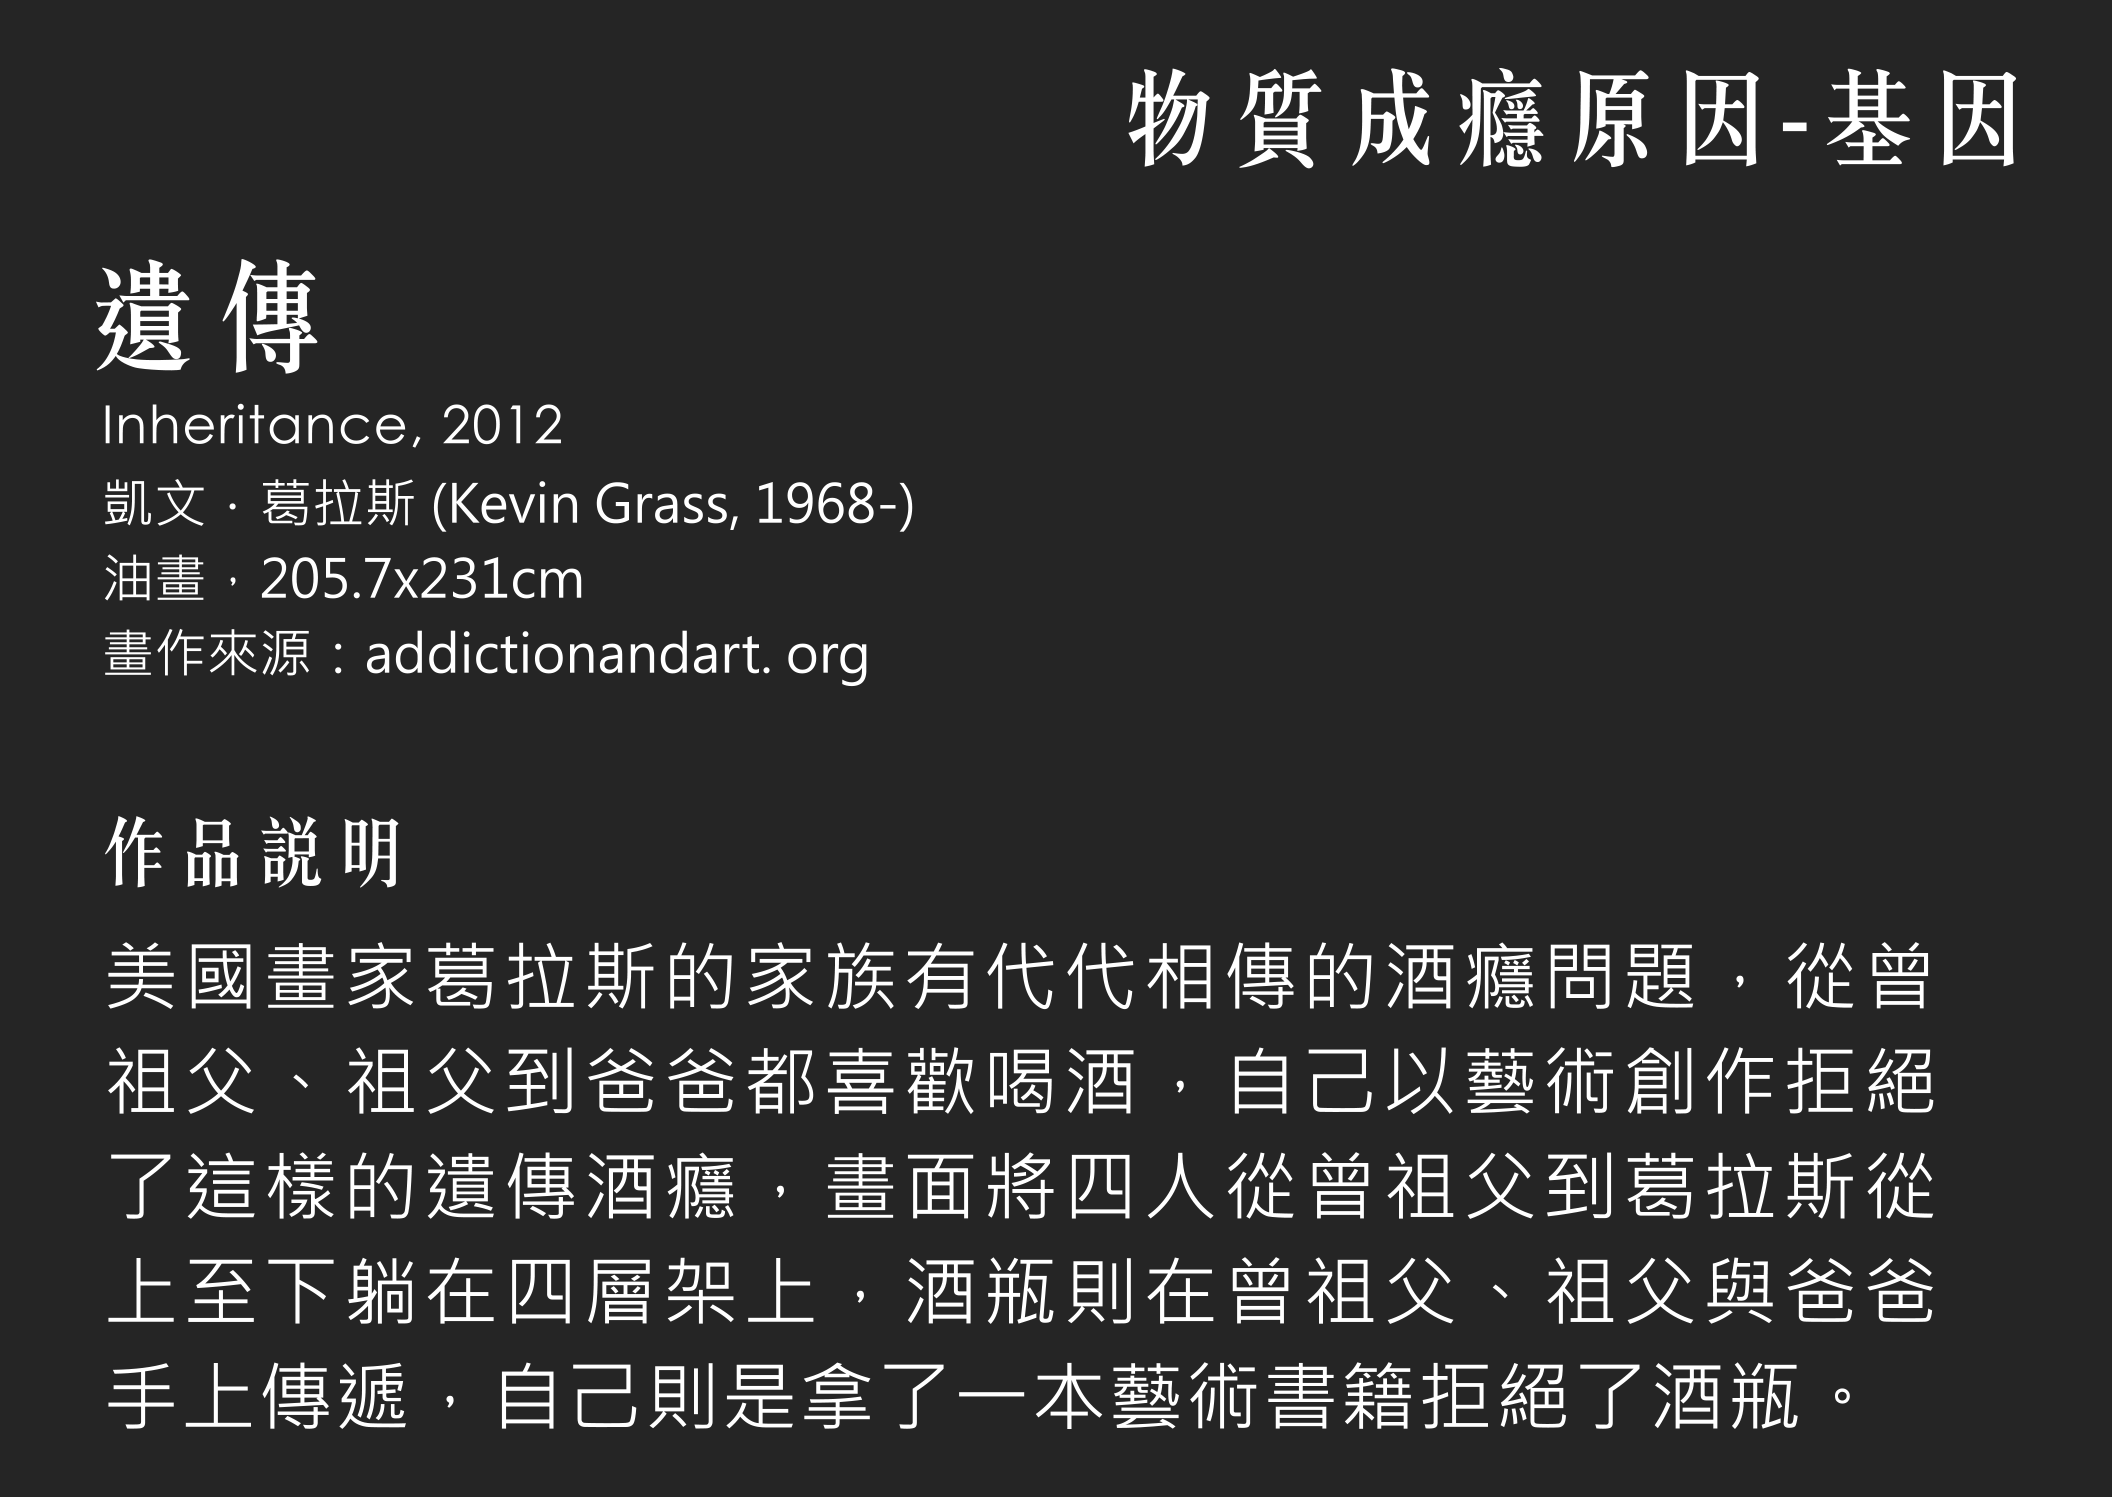 物質成癮原因-基因
遺傳
Inheritance, 2012
凱文．葛拉斯 (Kevin Grass, 1968-)
油畫，205.7x231cm
畫作來源：addictionandart. org
作品說明
美國畫家葛拉斯的家族有代代相傳的酒癮問題，從曾
祖父、祖父到爸爸都喜歡喝酒，自己以藝術創作拒絕
了這樣的遺傳酒癮，畫面將四人從曾祖父到葛拉斯從
上至下躺在四層架上，酒瓶則在曾祖父、祖父與爸爸
手上傳遞，自己則是拿了一本藝術書籍拒絕了酒瓶。